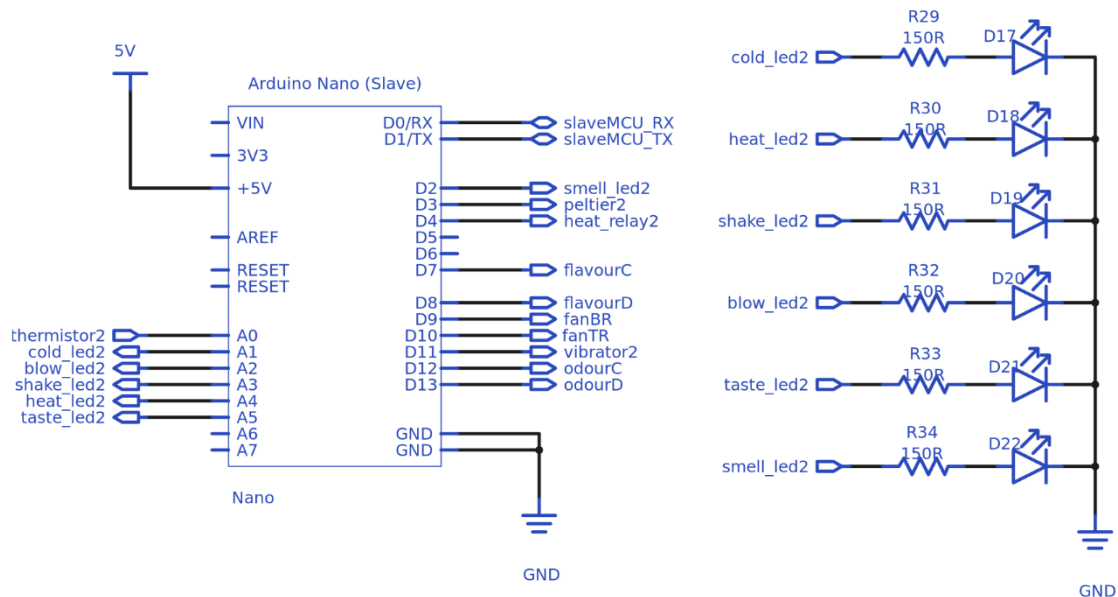 5V
Arduino Nano (Slave)
VIN
3V3
+5V
AREF
RESET
RESET
thermistor2 A0
cold_led2 A1
blow_led2 A2
shake_led2 A3
heat_led2 A4
taste_led2 A5
A6
A7
D0/RX slaveMCU_RX
D1/TX slaveMCU_TX
D2 smell_led2
D3 peltier2
D4 heat_relay2
D5
D6
D7 flavourC
D8 flavourD
D9 fanBR
D10 fanTR
D11 vibrator2
D12 odourC
D13 odourD
GND
GND
Nano
GND
R29
150R
D17
cold_led2
R30
150R
D18
heat_led2
R31
150R
D19
shake_led2
R32
150R
D20
blow_led2
R33
150R
D21
taste_led2
R34
150R
D22
smell_led2
GND